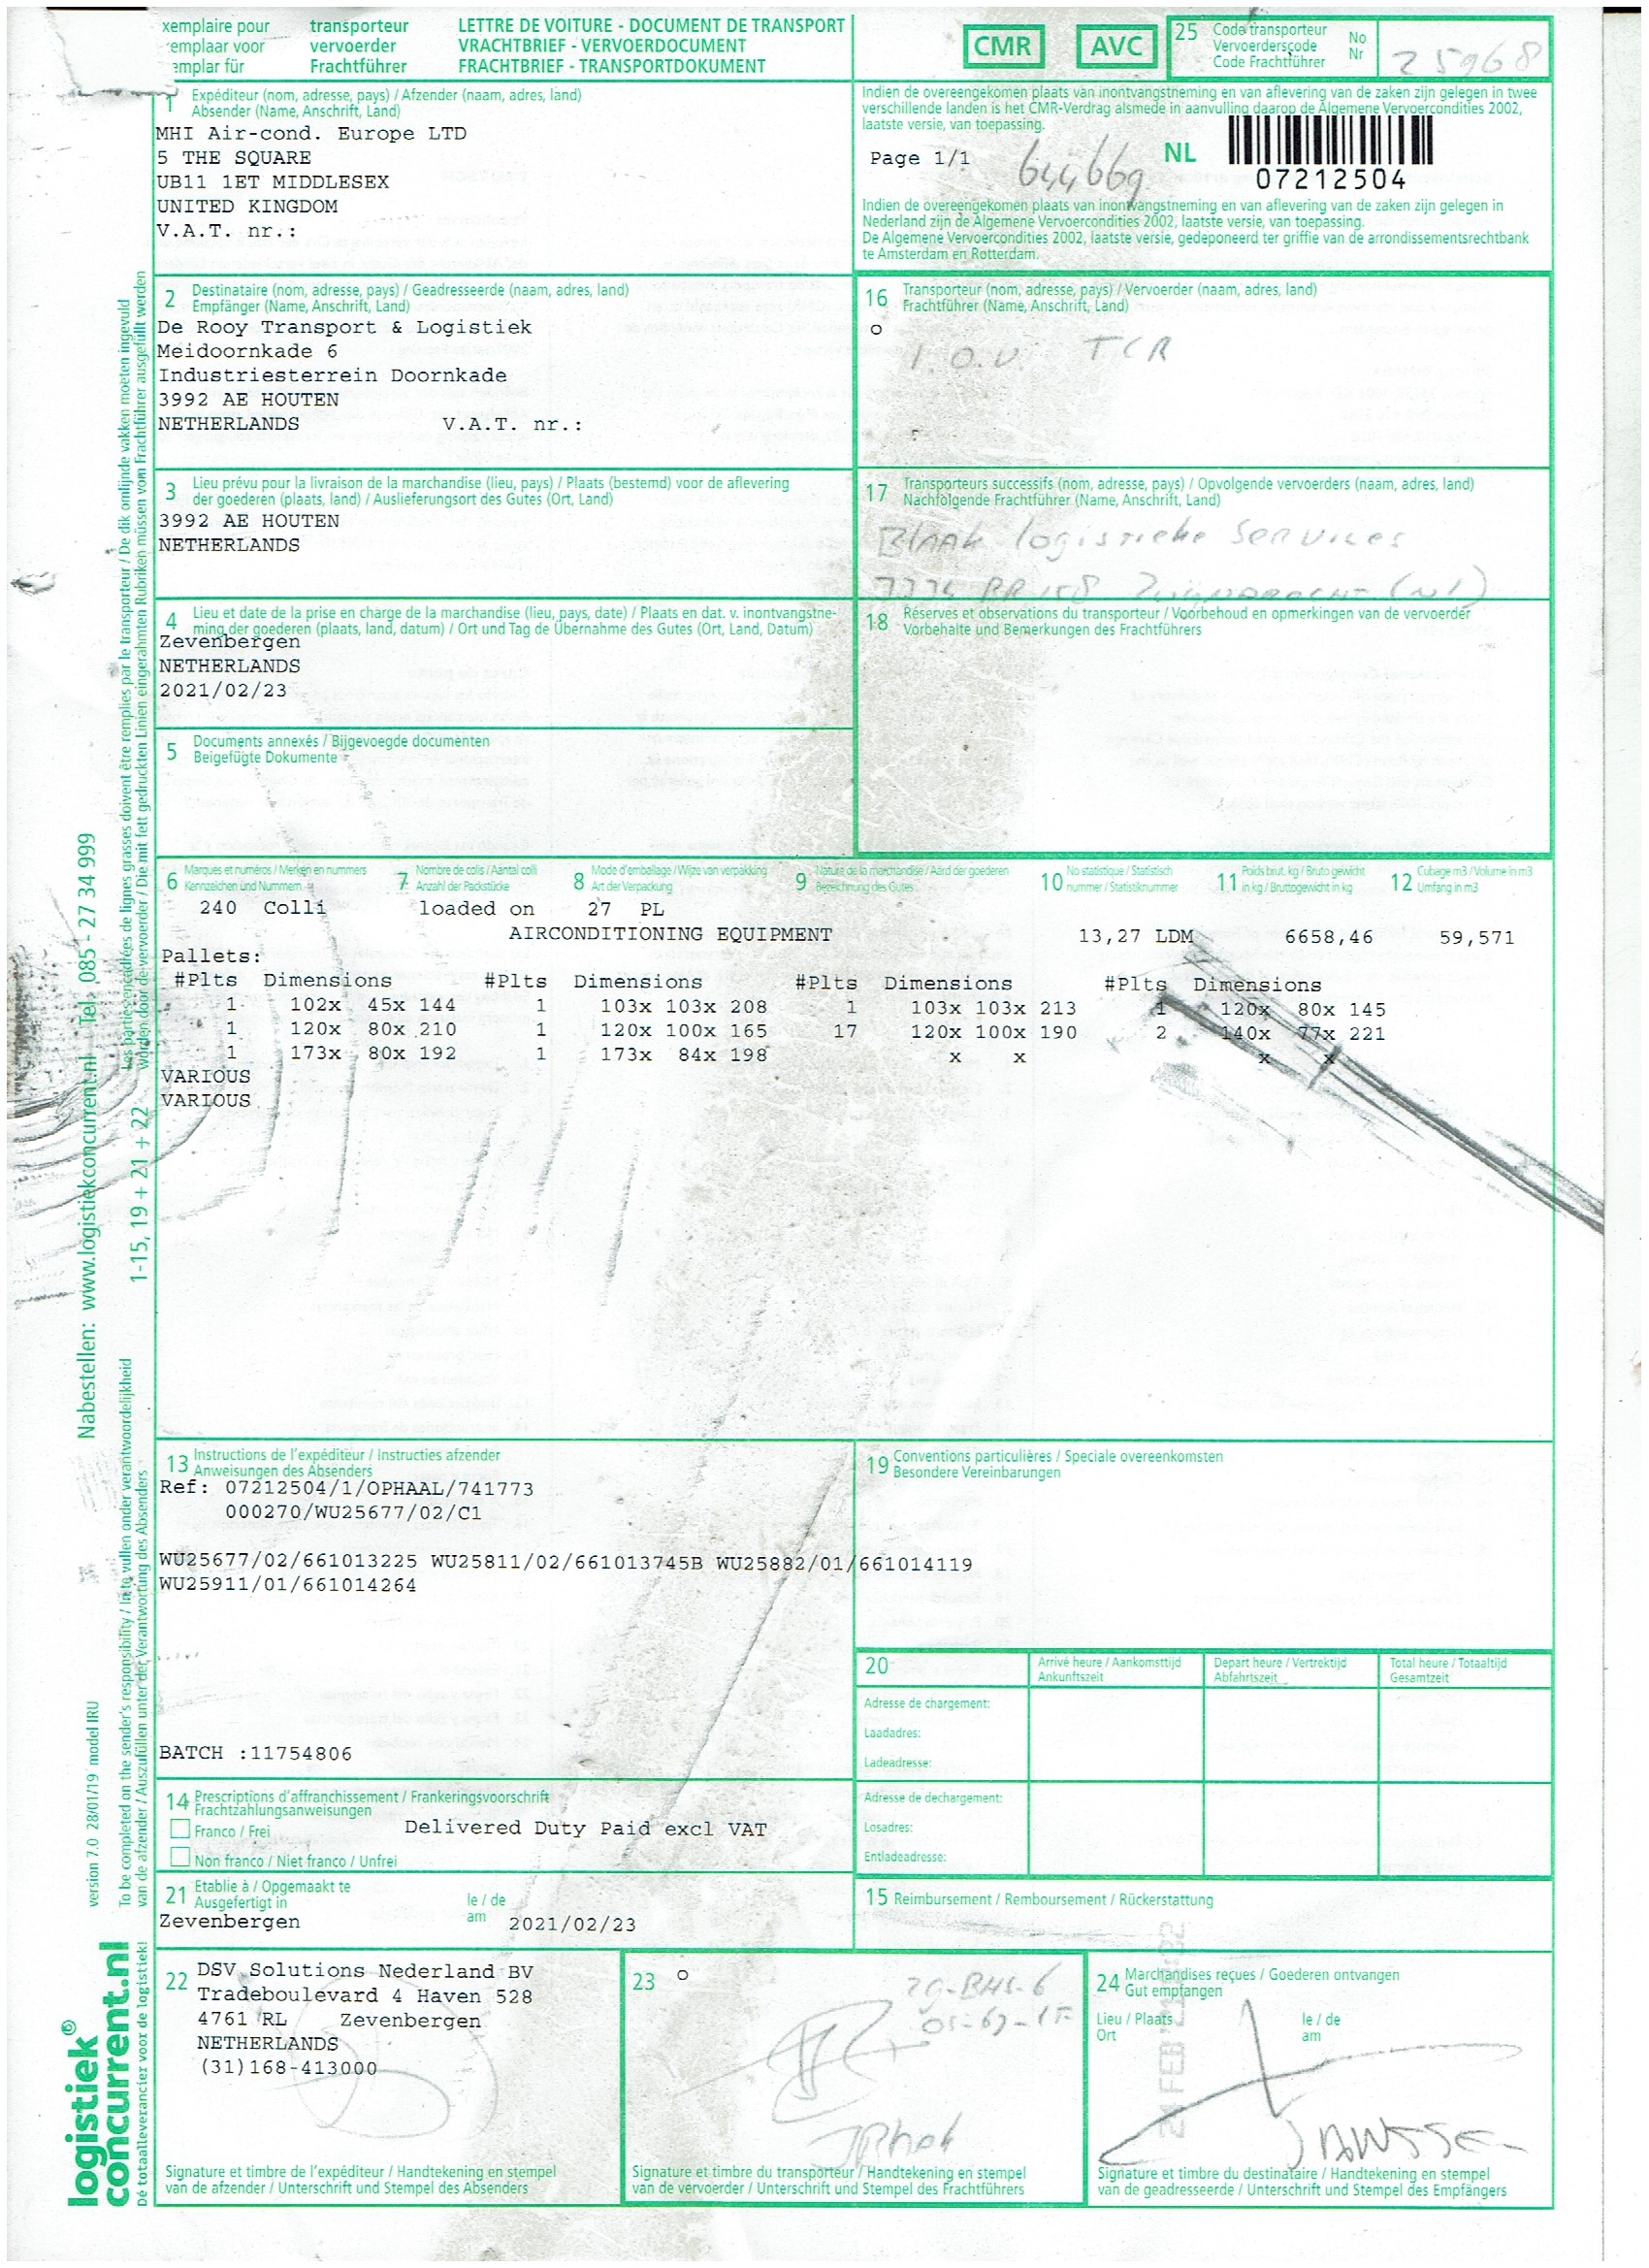 exemplaire pour transporteur LETTRE DE VOITURE - DOCUMENT DE TRANSPORT
exemplaar voor vervoerder VRACHTBRIEF - VERVOERDOCUMENT
emplar für Frachtführer FRACHTBRIEF - TRANSPORTDOKUMENT
CMR AVC
25 Code transporteur No
Vervoerderscode Nr
Code Frachtführer
25968
1 Expéditeur (nom, adresse, pays) / Afzender (naam, adres, land)
Absender (Name, Anschrift, Land)
MHI Air-cond. Europe LTD
5 THE SQUARE
UB11 1ET MIDDLESEX
UNITED KINGDOM
V.A.T. nr.:
Indien de overeengekomen plaats van inontvangstneming en van aflevering van de zaken zijn gelegen in twee
verschillende landen is het CMR-Verdrag alsmede in aanvulling daarop de Algemene Vervoercondities 2002,
laatste versie, van toepassing.
Page 1/1 644669 NL
07212504
Indien de overeengekomen plaats van inontvangstneming en van aflevering van de zaken zijn gelegen in
Nederland zijn de Algemene Vervoercondities 2002, laatste versie, van toepassing.
De Algemene Vervoercondities 2002, laatste versie, gedeponeerd ter griffie van de arrondissementsrechtbank
te Amsterdam en Rotterdam.
2 Destinataire (nom, adresse, pays) / Geadresseerde (naam, adres, land)
Empfänger (Name, Anschrift, Land)
De Rooy Transport & Logistiek
Meidoornkade 6
Industriesterrein Doornkade
3992 AE HOUTEN
NETHERLANDS V.A.T. nr.:
16 Transporteur (nom, adresse, pays) / Vervoerder (naam, adres, land)
Frachtführer (Name, Anschrift, Land)
o
I.O.V. TCR
3 Lieu prévu pour la livraison de la marchandise (lieu, pays) / Plaats (bestemd) voor de aflevering
der goederen (plaats, land) / Auslieferungsort des Gutes (Ort, Land)
3992 AE HOUTEN
NETHERLANDS
17 Transporteurs successifs (nom, adresse, pays) / Opvolgende vervoerders (naam, adres, land)
Nachfolgende Frachtführer (Name, Anschrift, Land)
Blaak logistieke services
4 Lieu et date de la prise en charge de la marchandise (lieu, pays, date) / Plaats en dat. v. inontvangstne-
ming der goederen (plaats, land, datum) / Ort und Tag de Übernahme des Gutes (Ort, Land, Datum)
Zevenbergen
NETHERLANDS
2021/02/23
18 Réserves et observations du transporteur / Voorbehoud en opmerkingen van de vervoerder
Vorbehalte und Bemerkungen des Frachtführers
5 Documents annexés / Bijgevoegde documenten
Beigefügte Dokumente
6 Marques et numéros / Merken en nummers
Kennzeichen und Nummern
7 Nombre de colis / Aantal colli
Anzahl der Packstücke
8 Mode d'emballage / Wijze van verpakking
Art der Verpackung
9 Nature de la marchandise / Aard der goederen
Bezeichnung des Gutes
10 No statistique / Statistisch
nummer / Statistiknummer
11 Poids brut, kg / Bruto gewicht
in kg / Bruttogewicht in kg
12 Cubage m3 / Volume in m3
Umfang in m3
240 Colli loaded on 27 PL
AIRCONDITIONING EQUIPMENT 13,27 LDM 6658,46 59,571
Pallets:
#Plts Dimensions #Plts Dimensions #Plts Dimensions #Plts Dimensions
1 102x 45x 144 1 103x 103x 208 1 103x 103x 213 1 120x 80x 145
1 120x 80x 210 1 120x 100x 165 17 120x 100x 190 2 140x 77x 221
1 173x 80x 192 1 173x 84x 198 x x x x
VARIOUS
VARIOUS
13 Instructions de l'expéditeur / Instructies afzender
Anweisungen des Absenders
Ref: 07212504/1/OPHAAL/741773
000270/WU25677/02/C1
WU25677/02/661013225 WU25811/02/661013745B WU25882/01/661014119
WU25911/01/661014264
BATCH :11754806
19 Conventions particulières / Speciale overeenkomsten
Besondere Vereinbarungen
20 Arrivé heure / Aankomsttijd Depart heure / Vertrektijd Total heure / Totaaltijd
Ankunftszeit Abfahrtszeit Gesamtzeit
Adresse de chargement:
Laadadres:
Ladeadresse:
Adresse de dechargement:
Losadres:
Entladeadresse:
14 Prescriptions d'affranchissement / Frankeringsvoorschrift
Frachtzahlungsanweisungen
Franco / Frei Delivered Duty Paid excl VAT
Non franco / Niet franco / Unfrei
21 Etablie à / Opgemaakt te le / de
Ausgefertigt in am
Zevenbergen 2021/02/23
15 Reimbursement / Remboursement / Rückerstattung
22 DSV Solutions Nederland BV
Tradeboulevard 4 Haven 528
4761 RL Zevenbergen
NETHERLANDS
(31)168-413000
Signature et timbre de l'expéditeur / Handtekening en stempel
van de afzender / Unterschrift und Stempel des Absenders
23 o
Signature et timbre du transporteur / Handtekening en stempel
van de vervoerder / Unterschrift und Stempel des Frachtführers
24 Marchandises reçues / Goederen ontvangen
Gut empfangen
Lieu / Plaats le / de
Ort am
JANSSEN
Signature et timbre du destinataire / Handtekening en stempel
van de geadresseerde / Unterschrift und Stempel des Empfängers
Nabestellen: www.logistiekconcurrent.nl Tel. 085 - 27 34 999
Les parties encadrées de lignes grasses doivent être remplies par le transporteur / De dik omlijnde vakken moeten ingevuld
worden door de vervoerder / Die mit fett gedruckten Linien eingerahmten Rubriken müssen vom Frachtführer ausgefüllt werden
1-15, 19 + 21 + 22
To be completed on the sender's responsibility / In te vullen onder verantwoordelijkheid
van de afzender / Auszufüllen unter der Verantwortung des Absenders
version 7.0 28/01/19 model IRU
logistiek
concurrent.nl
Dé totaalleverancier voor de logistiek!